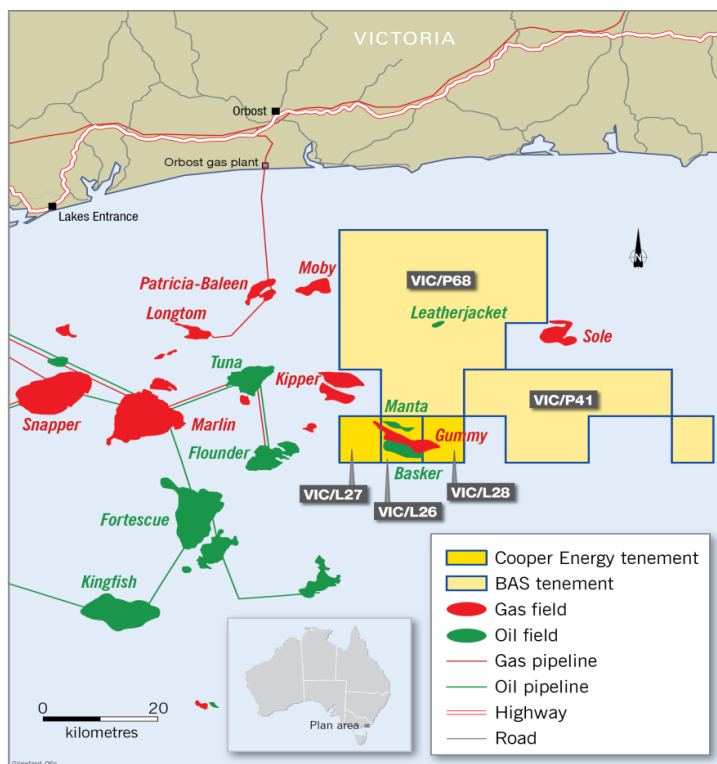 VICTORIA
Orbost
Orbost gas plant
Lakes Entrance
N
Moby
Patricia-Baleen
VIC/P68
Longtom
Leatherjacket
Sole
Tuna
Kipper
VIC/P41
Manta
Snapper
Marlin
Gummy
Flounder
Basker
VIC/L27
VIC/L28
VIC/L26
Fortescue
Kingfish
Cooper Energy tenement
BAS tenement
Gas field
Oil field
Gas pipeline
Oil pipeline
Highway
Road
0 20
kilometres
Plan area